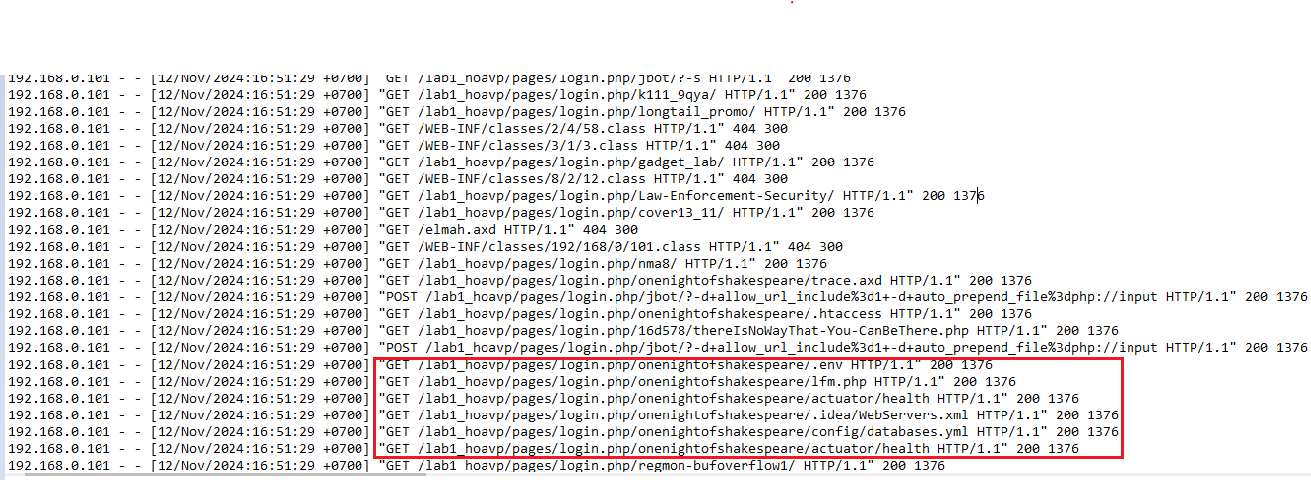 192.168.0.101 - - [12/Nov/2024:16:51:29 +0700] "GET /lab1_hoavp/pages/login.php/jbot/?-s HTTP/1.1" 200 1376
192.168.0.101 - - [12/Nov/2024:16:51:29 +0700] "GET /lab1_hoavp/pages/login.php/k111_9qya/ HTTP/1.1" 200 1376
192.168.0.101 - - [12/Nov/2024:16:51:29 +0700] "GET /lab1_hoavp/pages/login.php/longtail_promo/ HTTP/1.1" 200 1376
192.168.0.101 - - [12/Nov/2024:16:51:29 +0700] "GET /WEB-INF/classes/2/4/58.class HTTP/1.1" 404 300
192.168.0.101 - - [12/Nov/2024:16:51:29 +0700] "GET /WEB-INF/classes/3/1/3.class HTTP/1.1" 404 300
192.168.0.101 - - [12/Nov/2024:16:51:29 +0700] "GET /lab1_hoavp/pages/login.php/gadget_lab/ HTTP/1.1" 200 1376
192.168.0.101 - - [12/Nov/2024:16:51:29 +0700] "GET /WEB-INF/classes/8/2/12.class HTTP/1.1" 404 300
192.168.0.101 - - [12/Nov/2024:16:51:29 +0700] "GET /lab1_hoavp/pages/login.php/Law-Enforcement-Security/ HTTP/1.1" 200 1376
192.168.0.101 - - [12/Nov/2024:16:51:29 +0700] "GET /lab1_hoavp/pages/login.php/cover13_11/ HTTP/1.1" 200 1376
192.168.0.101 - - [12/Nov/2024:16:51:29 +0700] "GET /elmah.axd HTTP/1.1" 404 300
192.168.0.101 - - [12/Nov/2024:16:51:29 +0700] "GET /WEB-INF/classes/192/168/0/101.class HTTP/1.1" 404 300
192.168.0.101 - - [12/Nov/2024:16:51:29 +0700] "GET /lab1_hoavp/pages/login.php/nma8/ HTTP/1.1" 200 1376
192.168.0.101 - - [12/Nov/2024:16:51:29 +0700] "GET /lab1_hoavp/pages/login.php/onenightofshakespeare/trace.axd HTTP/1.1" 200 1376
192.168.0.101 - - [12/Nov/2024:16:51:29 +0700] "POST /lab1_hoavp/pages/login.php/jbot/?-d+allow_url_include%3d1+-d+auto_prepend_file%3dphp://input HTTP/1.1" 200 1376
192.168.0.101 - - [12/Nov/2024:16:51:29 +0700] "GET /lab1_hoavp/pages/login.php/onenightofshakespeare/.htaccess HTTP/1.1" 200 1376
192.168.0.101 - - [12/Nov/2024:16:51:29 +0700] "GET /lab1_hoavp/pages/login.php/16d578/thereIsNoWayThat-You-CanBeThere.php HTTP/1.1" 200 1376
192.168.0.101 - - [12/Nov/2024:16:51:29 +0700] "POST /lab1_hoavp/pages/login.php/jbot/?-d+allow_url_include%3d1+-d+auto_prepend_file%3dphp://input HTTP/1.1" 200 1376
192.168.0.101 - - [12/Nov/2024:16:51:29 +0700] "GET /lab1_hoavp/pages/login.php/onenightofshakespeare/.env HTTP/1.1" 200 1376
192.168.0.101 - - [12/Nov/2024:16:51:29 +0700] "GET /lab1_hoavp/pages/login.php/onenightofshakespeare/lfm.php HTTP/1.1" 200 1376
192.168.0.101 - - [12/Nov/2024:16:51:29 +0700] "GET /lab1_hoavp/pages/login.php/onenightofshakespeare/actuator/health HTTP/1.1" 200 1376
192.168.0.101 - - [12/Nov/2024:16:51:29 +0700] "GET /lab1_hoavp/pages/login.php/onenightofshakespeare/.idea/WebServers.xml HTTP/1.1" 200 1376
192.168.0.101 - - [12/Nov/2024:16:51:29 +0700] "GET /lab1_hoavp/pages/login.php/onenightofshakespeare/config/databases.yml HTTP/1.1" 200 1376
192.168.0.101 - - [12/Nov/2024:16:51:29 +0700] "GET /lab1_hoavp/pages/login.php/onenightofshakespeare/actuator/health HTTP/1.1" 200 1376
192.168.0.101 - - [12/Nov/2024:16:51:29 +0700] "GET /lab1_hoavp/pages/login.php/regmon-bufoverflow1/ HTTP/1.1" 200 1376